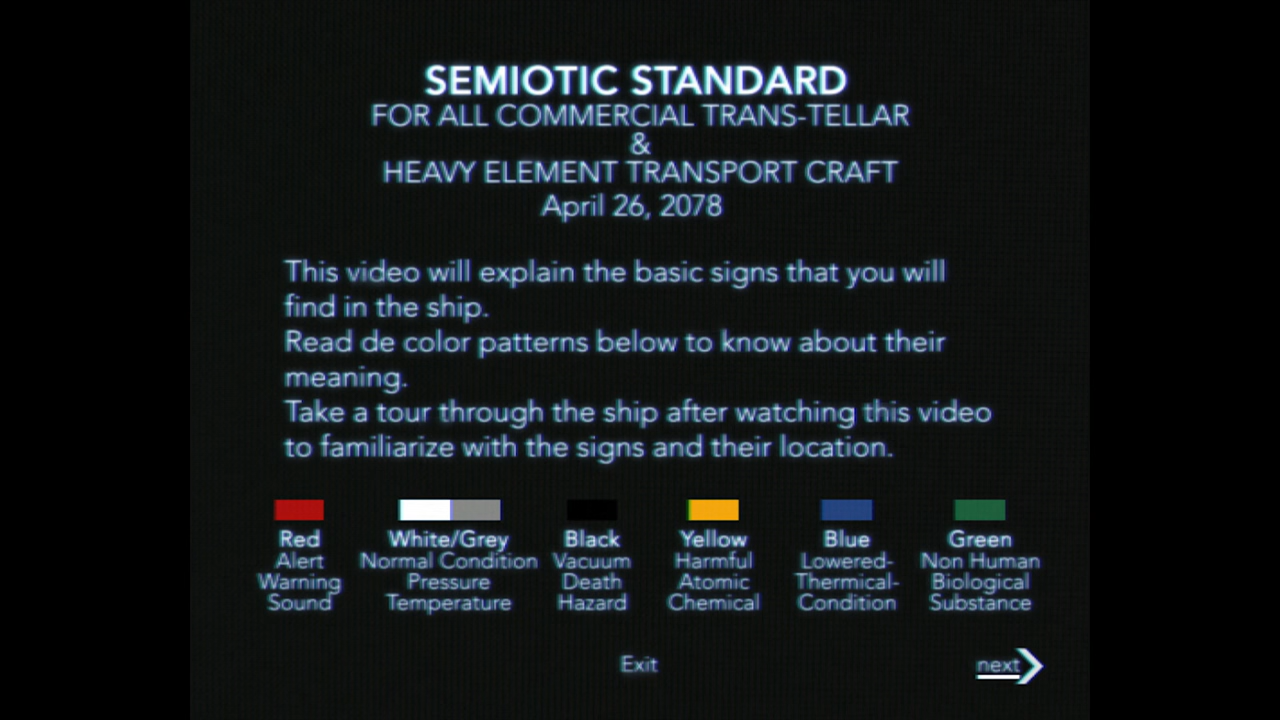 SEMIOTIC STANDARD
FOR ALL COMMERCIAL TRANS-TELLAR
&
HEAVY ELEMENT TRANSPORT CRAFT
April 26, 2078
This video will explain the basic signs that you will
find in the ship.
Read de color patterns below to know about their
meaning.
Take a tour through the ship after watching this video
to familiarize with the signs and their location.
Red
Alert
Warning
Sound
White/Grey
Normal Condition
Pressure
Temperature
Black
Vacuum
Death
Hazard
Yellow
Harmful
Atomic
Chemical
Blue
Lowered-
Thermical-
Condition
Green
Non Human
Biological
Substance
Exit
next